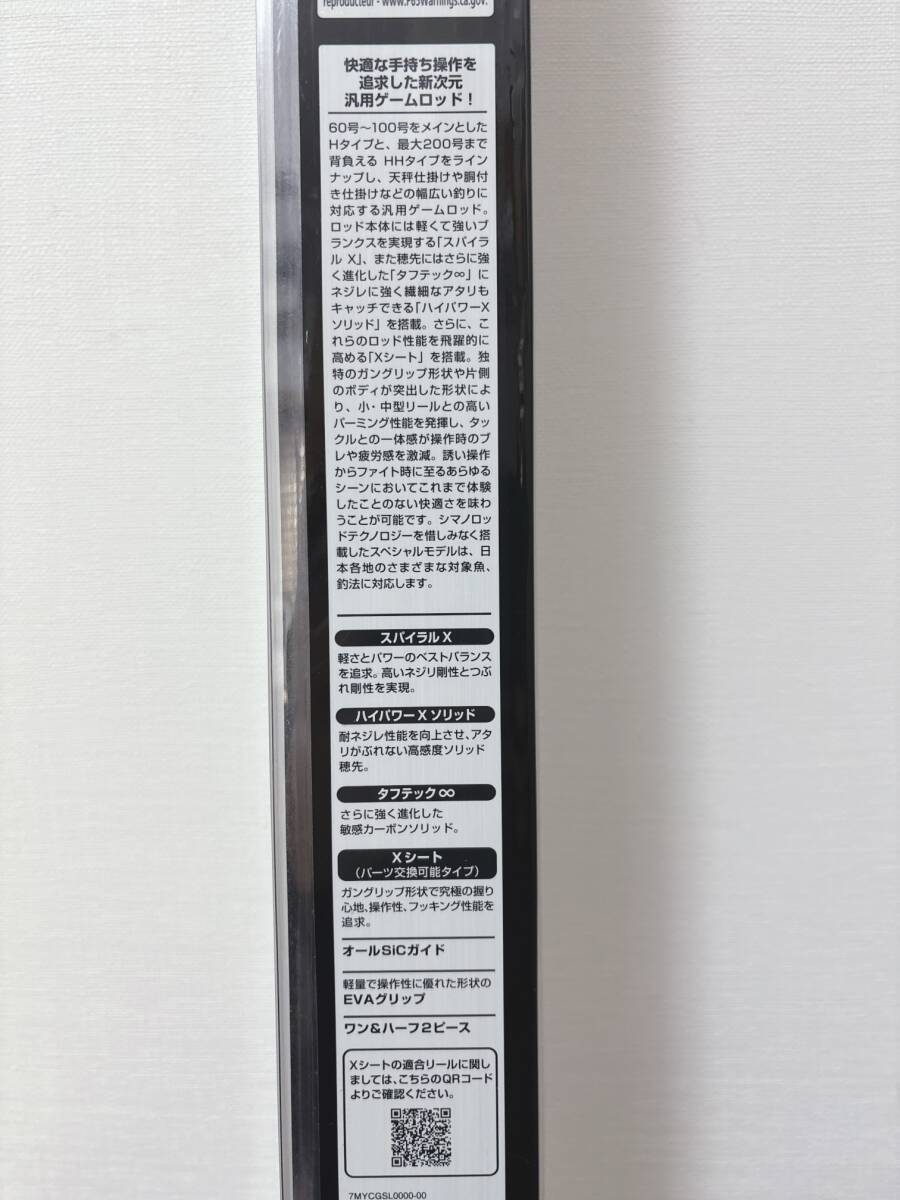 reproducteur - www.P65Warnings.ca.gov.
快適な手持ち操作を
追求した新次元
汎用ゲームロッド！
60号～100号をメインとした
Hタイプと、最大200号まで
背負える HHタイプをライン
ナップし、天秤仕掛けや胴付
き仕掛けなどの幅広い釣りに
対応する汎用ゲームロッド。
ロッド本体には軽くて強いブ
ランクスを実現する「スパイラ
ル X」、また穂先にはさらに強
く進化した「タフテック∞」に
ネジレに強く繊細なアタリも
キャッチできる「ハイパワーX
ソリッド」を搭載。さらに、こ
れらのロッド性能を飛躍的に
高める「Xシート」を搭載。独
特のガングリップ形状や片側
のボディが突出した形状によ
り、小・中型リールとの高い
パーミング性能を発揮し、タッ
クルとの一体感が操作時のブ
レや疲労感を激減。誘い操作
からファイト時に至るあらゆる
シーンにおいてこれまで体験
したことのない快適さを味わ
うことが可能です。シマノロッ
ドテクノロジーを惜しみなく搭
載したスペシャルモデルは、日
本各地のさまざまな対象魚、
釣法に対応します。
スパイラル X
軽さとパワーのベストバランス
を追求。高いネジリ剛性とつぶ
れ剛性を実現。
ハイパワー X ソリッド
耐ネジレ性能を向上させ、アタ
リがぶれない高感度ソリッド
穂先。
タフテック∞
さらに強く進化した
敏感カーボンソリッド。
Xシート
（パーツ交換可能タイプ）
ガングリップ形状で究極の握り
心地、操作性、フッキング性能を
追求。
オールSiCガイド
軽量で操作性に優れた形状の
EVAグリップ
ワン&ハーフ2ピース
Xシートの適合リールに関し
ましては、こちらのQRコード
よりご確認ください。
7MYCGSL0000-00